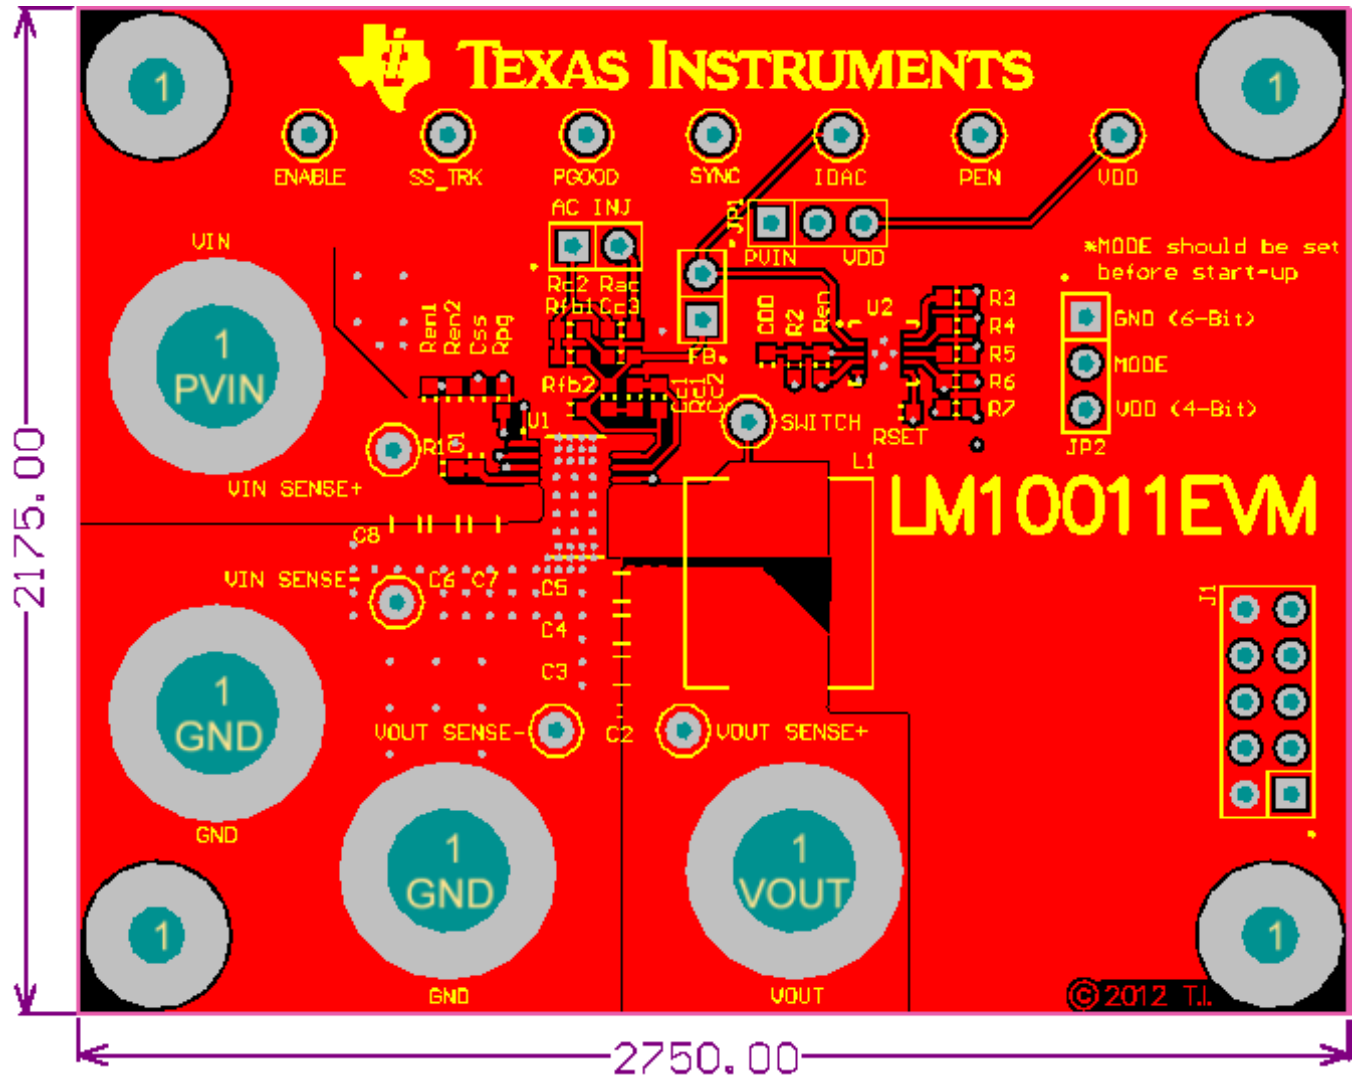 TEXAS INSTRUMENTS
1
1
ENABLE SS_TRK PGOOD SYNC IDAC PEN VDD
AC INJ
JP1
PVIN VDD
VIN
*MODE should be set
before start-up
Rc2 Rac
Rfb1 Cc3
Ren1
Ren2
Css
Rpg
FB
CDD
R2
Ren
U2
R3
R4
R5
R6
R7
GND (6-Bit)
MODE
VDD (4-Bit)
JP2
1
PVIN
Rfb2
Cc1
Rc1
Cc2
U1
SWITCH
RSET
R1
L1
VIN SENSE+
LM10011EVM
C8
2175.00
VIN SENSE-
C6 C7 C5
J1
C4
C3
1
GND
VOUT SENSE-
C2
VOUT SENSE+
GND
1
GND
1
VOUT
1
1
GND
VOUT
©2012 T.I.
2750.00